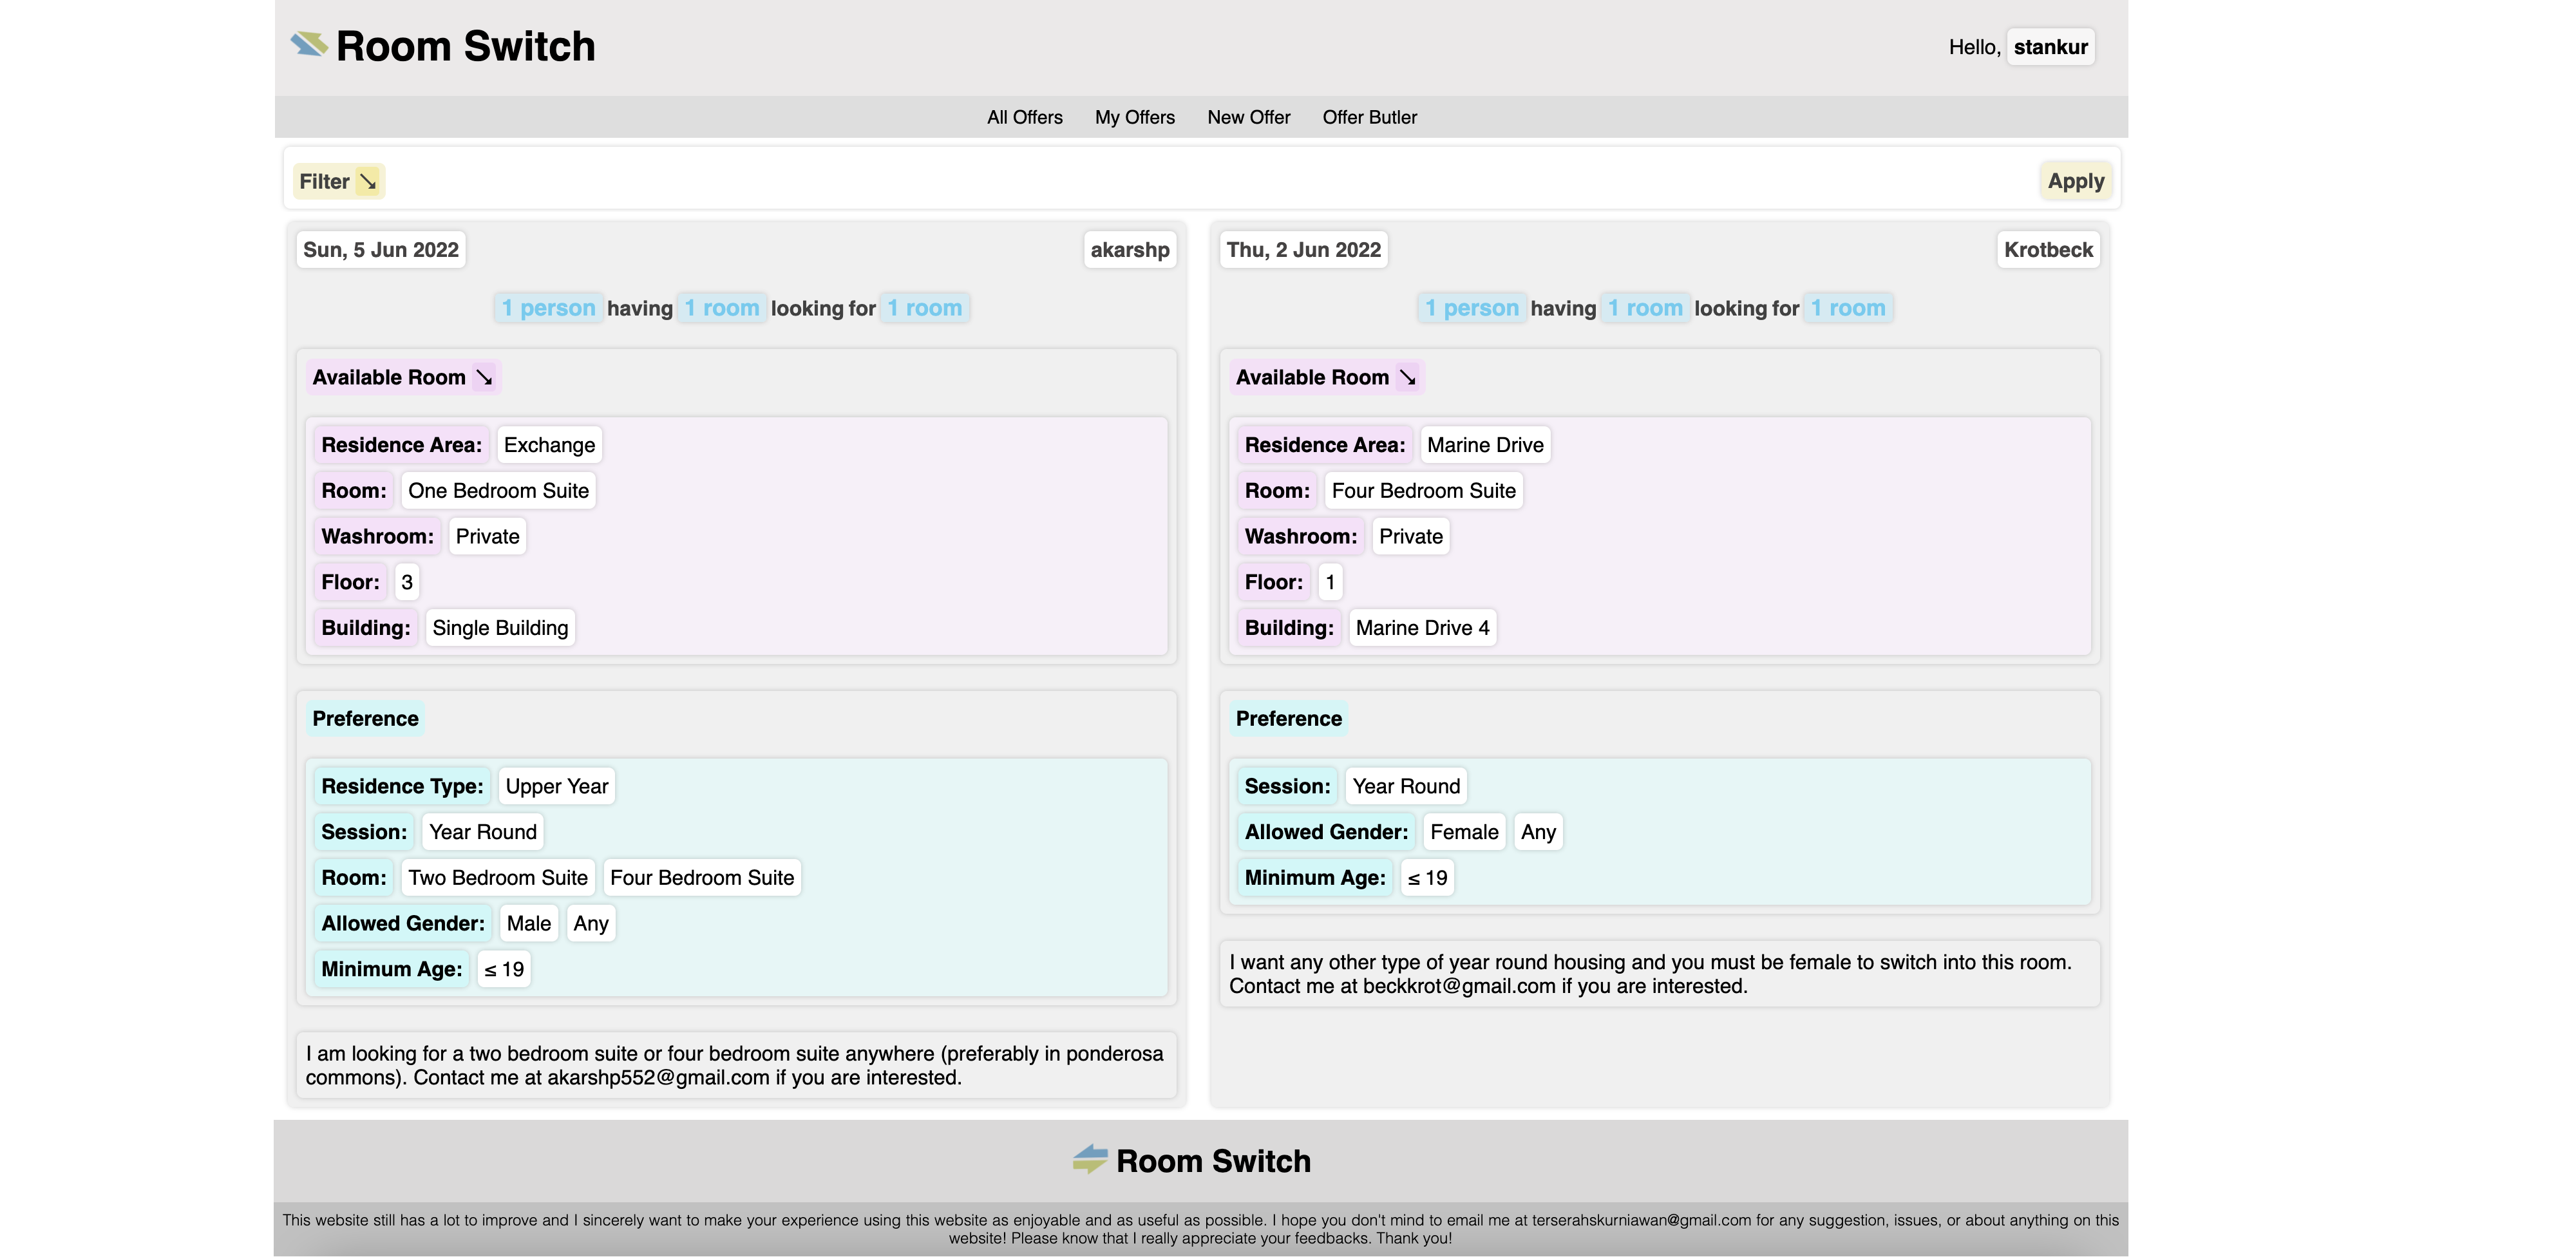 Room Switch
Hello, stankur
All Offers My Offers New Offer Offer Butler
Filter ↘ Apply
Sun, 5 Jun 2022 akarshp
1 person having 1 room looking for 1 room
Available Room ↘
Residence Area: Exchange
Room: One Bedroom Suite
Washroom: Private
Floor: 3
Building: Single Building
Preference
Residence Type: Upper Year
Session: Year Round
Room: Two Bedroom Suite Four Bedroom Suite
Allowed Gender: Male Any
Minimum Age: ≤ 19
I am looking for a two bedroom suite or four bedroom suite anywhere (preferably in ponderosa
commons). Contact me at akarshp552@gmail.com if you are interested.
Thu, 2 Jun 2022 Krotbeck
1 person having 1 room looking for 1 room
Available Room ↘
Residence Area: Marine Drive
Room: Four Bedroom Suite
Washroom: Private
Floor: 1
Building: Marine Drive 4
Preference
Session: Year Round
Allowed Gender: Female Any
Minimum Age: ≤ 19
I want any other type of year round housing and you must be female to switch into this room.
Contact me at beckkrot@gmail.com if you are interested.
Room Switch
This website still has a lot to improve and I sincerely want to make your experience using this website as enjoyable and as useful as possible. I hope you don't mind to email me at terserahskurniawan@gmail.com for any suggestion, issues, or about anything on this
website! Please know that I really appreciate your feedbacks. Thank you!